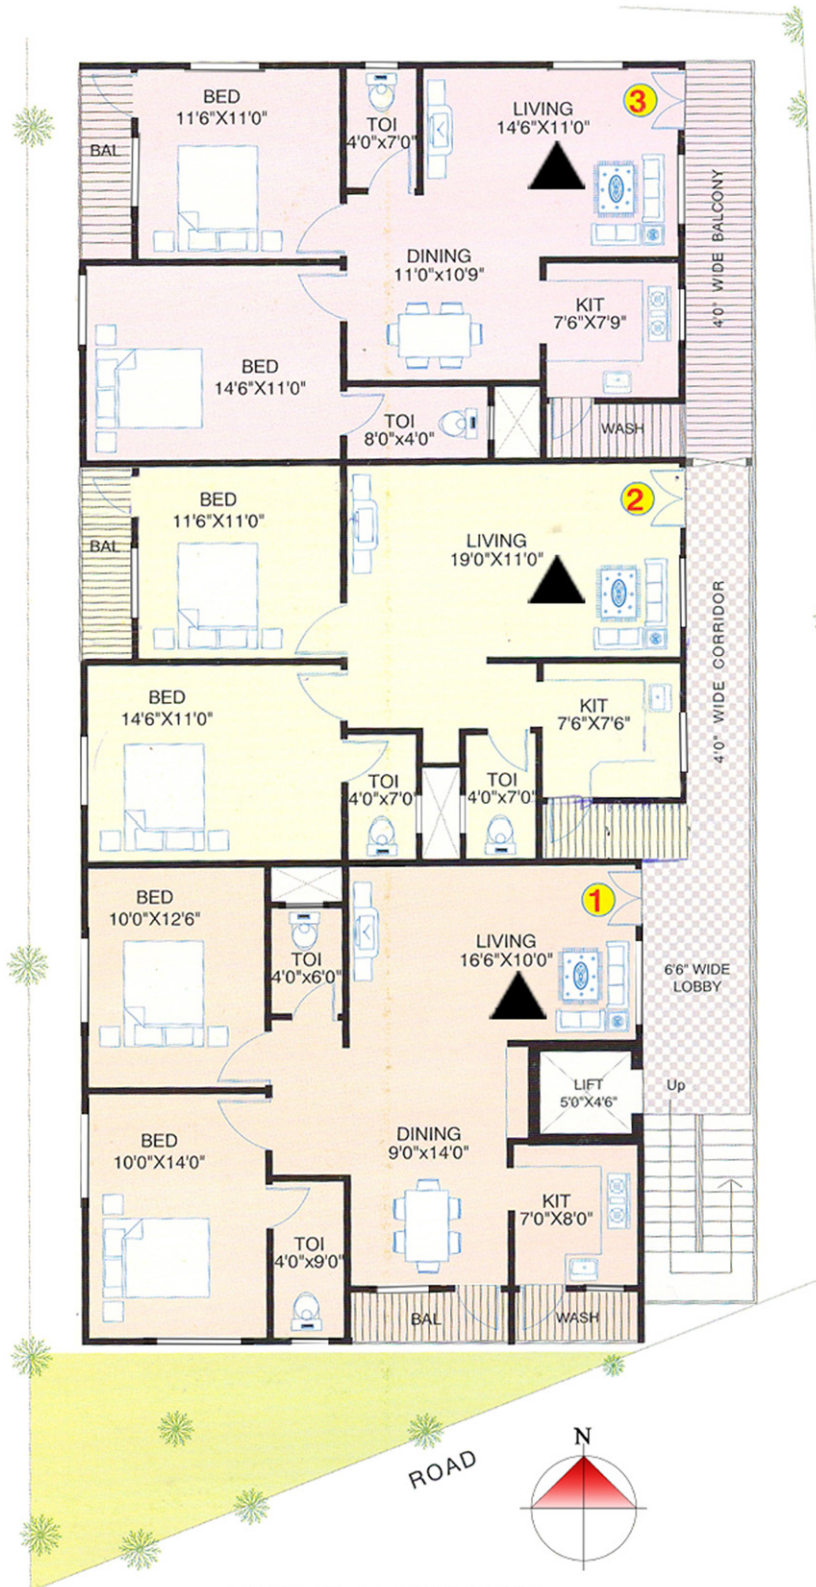 BED
11'6"X11'0"
TOI
4'0"x7'0"
LIVING
14'6"X11'0"
3
BAL
4'0" WIDE BALCONY
DINING
11'0"x10'9"
KIT
7'6"X7'9"
BED
14'6"X11'0"
TOI
8'0"x4'0"
WASH
BED
11'6"X11'0"
2
LIVING
19'0"X11'0"
BAL
4'0" WIDE CORRIDOR
BED
14'6"X11'0"
KIT
7'6"X7'6"
TOI
4'0"x7'0
TOI
4'0"x7'0"
BED
10'0"X12'6"
1
TOI
4'0"x6'0"
LIVING
16'6"X10'0"
6'6" WIDE
LOBBY
LIFT
5'0"X4'6"
Up
BED
10'0"X14'0"
DINING
9'0"x14'0"
KIT
7'0"X8'0"
TOI
4'0"x9'0"
BAL
WASH
ROAD
N